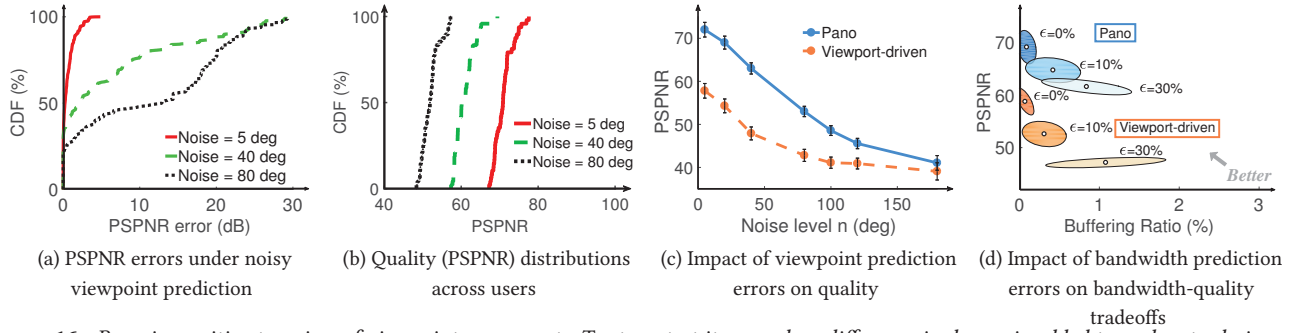 100
50
0
CDF (%)
Noise = 5 deg
Noise = 40 deg
Noise = 80 deg
0 10 20 30
PSPNR error (dB)
(a) PSPNR errors under noisy
viewpoint prediction
100
50
0
CDF (%)
Noise = 5 deg
Noise = 40 deg
Noise = 80 deg
40 60 80 100
PSPNR
(b) Quality (PSPNR) distributions
across users
70
60
50
40
PSPNR
Pano
Viewport-driven
0 50 100 150
Noise level n (deg)
(c) Impact of viewpoint prediction
errors on quality
70
60
50
PSPNR
ϵ=0%
Pano
ϵ=10%
ϵ=30%
ϵ=0%
ϵ=10%
Viewport-driven
ϵ=30%
Better
0 1 2 3
Buffering Ratio (%)
(d) Impact of bandwidth prediction
errors on bandwidth-quality
tradeoffs